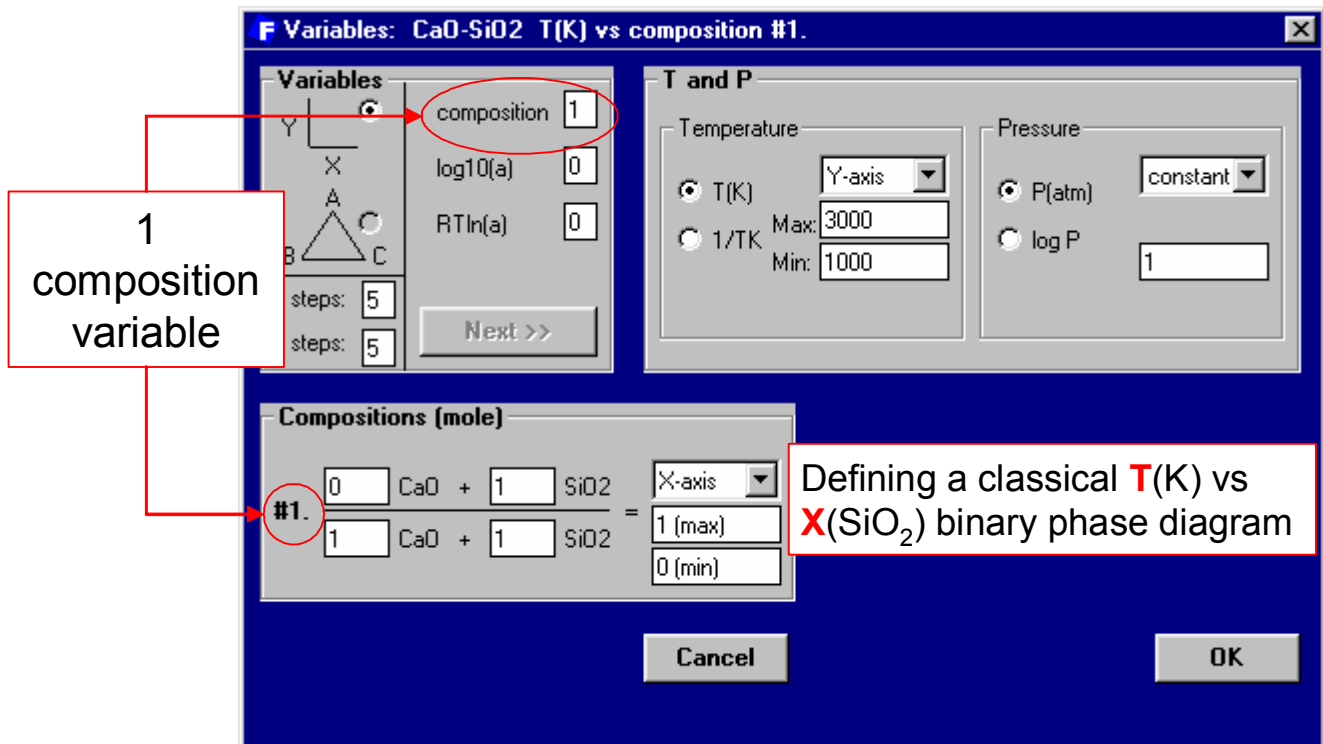 F Variables: CaO-SiO2 T(K) vs composition #1.
Variables
Y
X
A
B
C
composition 1
log10(a) 0
RTln(a) 0
steps: 5
steps: 5
Next >>
T and P
Temperature
T(K)
1/TK
Y-axis
Max: 3000
Min: 1000
Pressure
P(atm)
log P
constant
1
1
composition
variable
Compositions (mole)
#1.
0 CaO + 1 SiO2
1 CaO + 1 SiO2
=
X-axis
1 (max)
0 (min)
Defining a classical T(K) vs
X(SiO₂) binary phase diagram
Cancel
OK